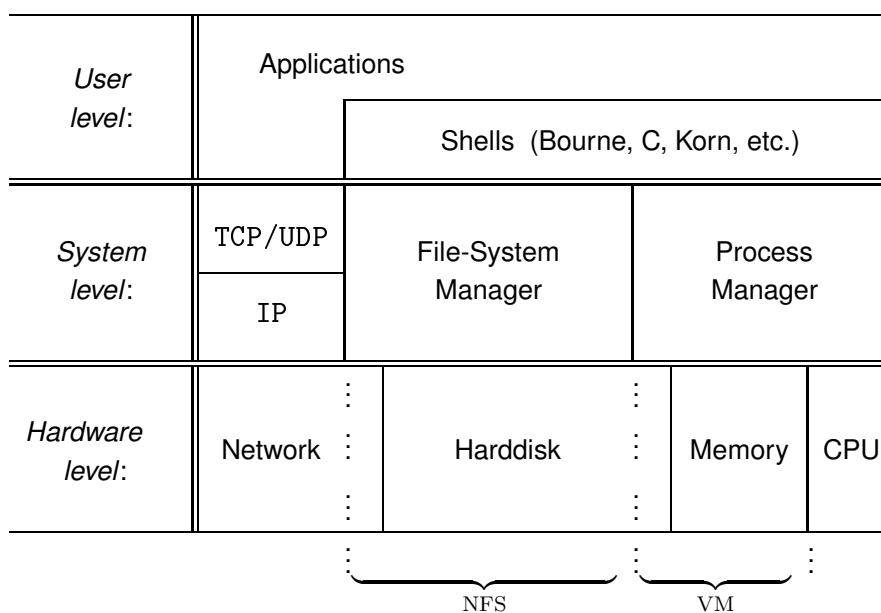 User
level:
Applications
Shells (Bourne, C, Korn, etc.)
System
level:
TCP/UDP
IP
File-System
Manager
Process
Manager
Hardware
level:
Network
Harddisk
Memory
CPU
NFS
VM